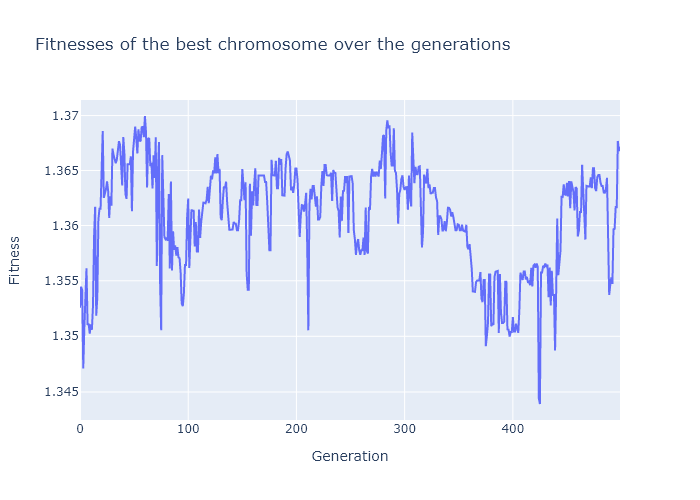 Fitnesses of the best chromosome over the generations
1.37
1.365
1.36
1.355
1.35
1.345
Fitness
0 100 200 300 400
Generation